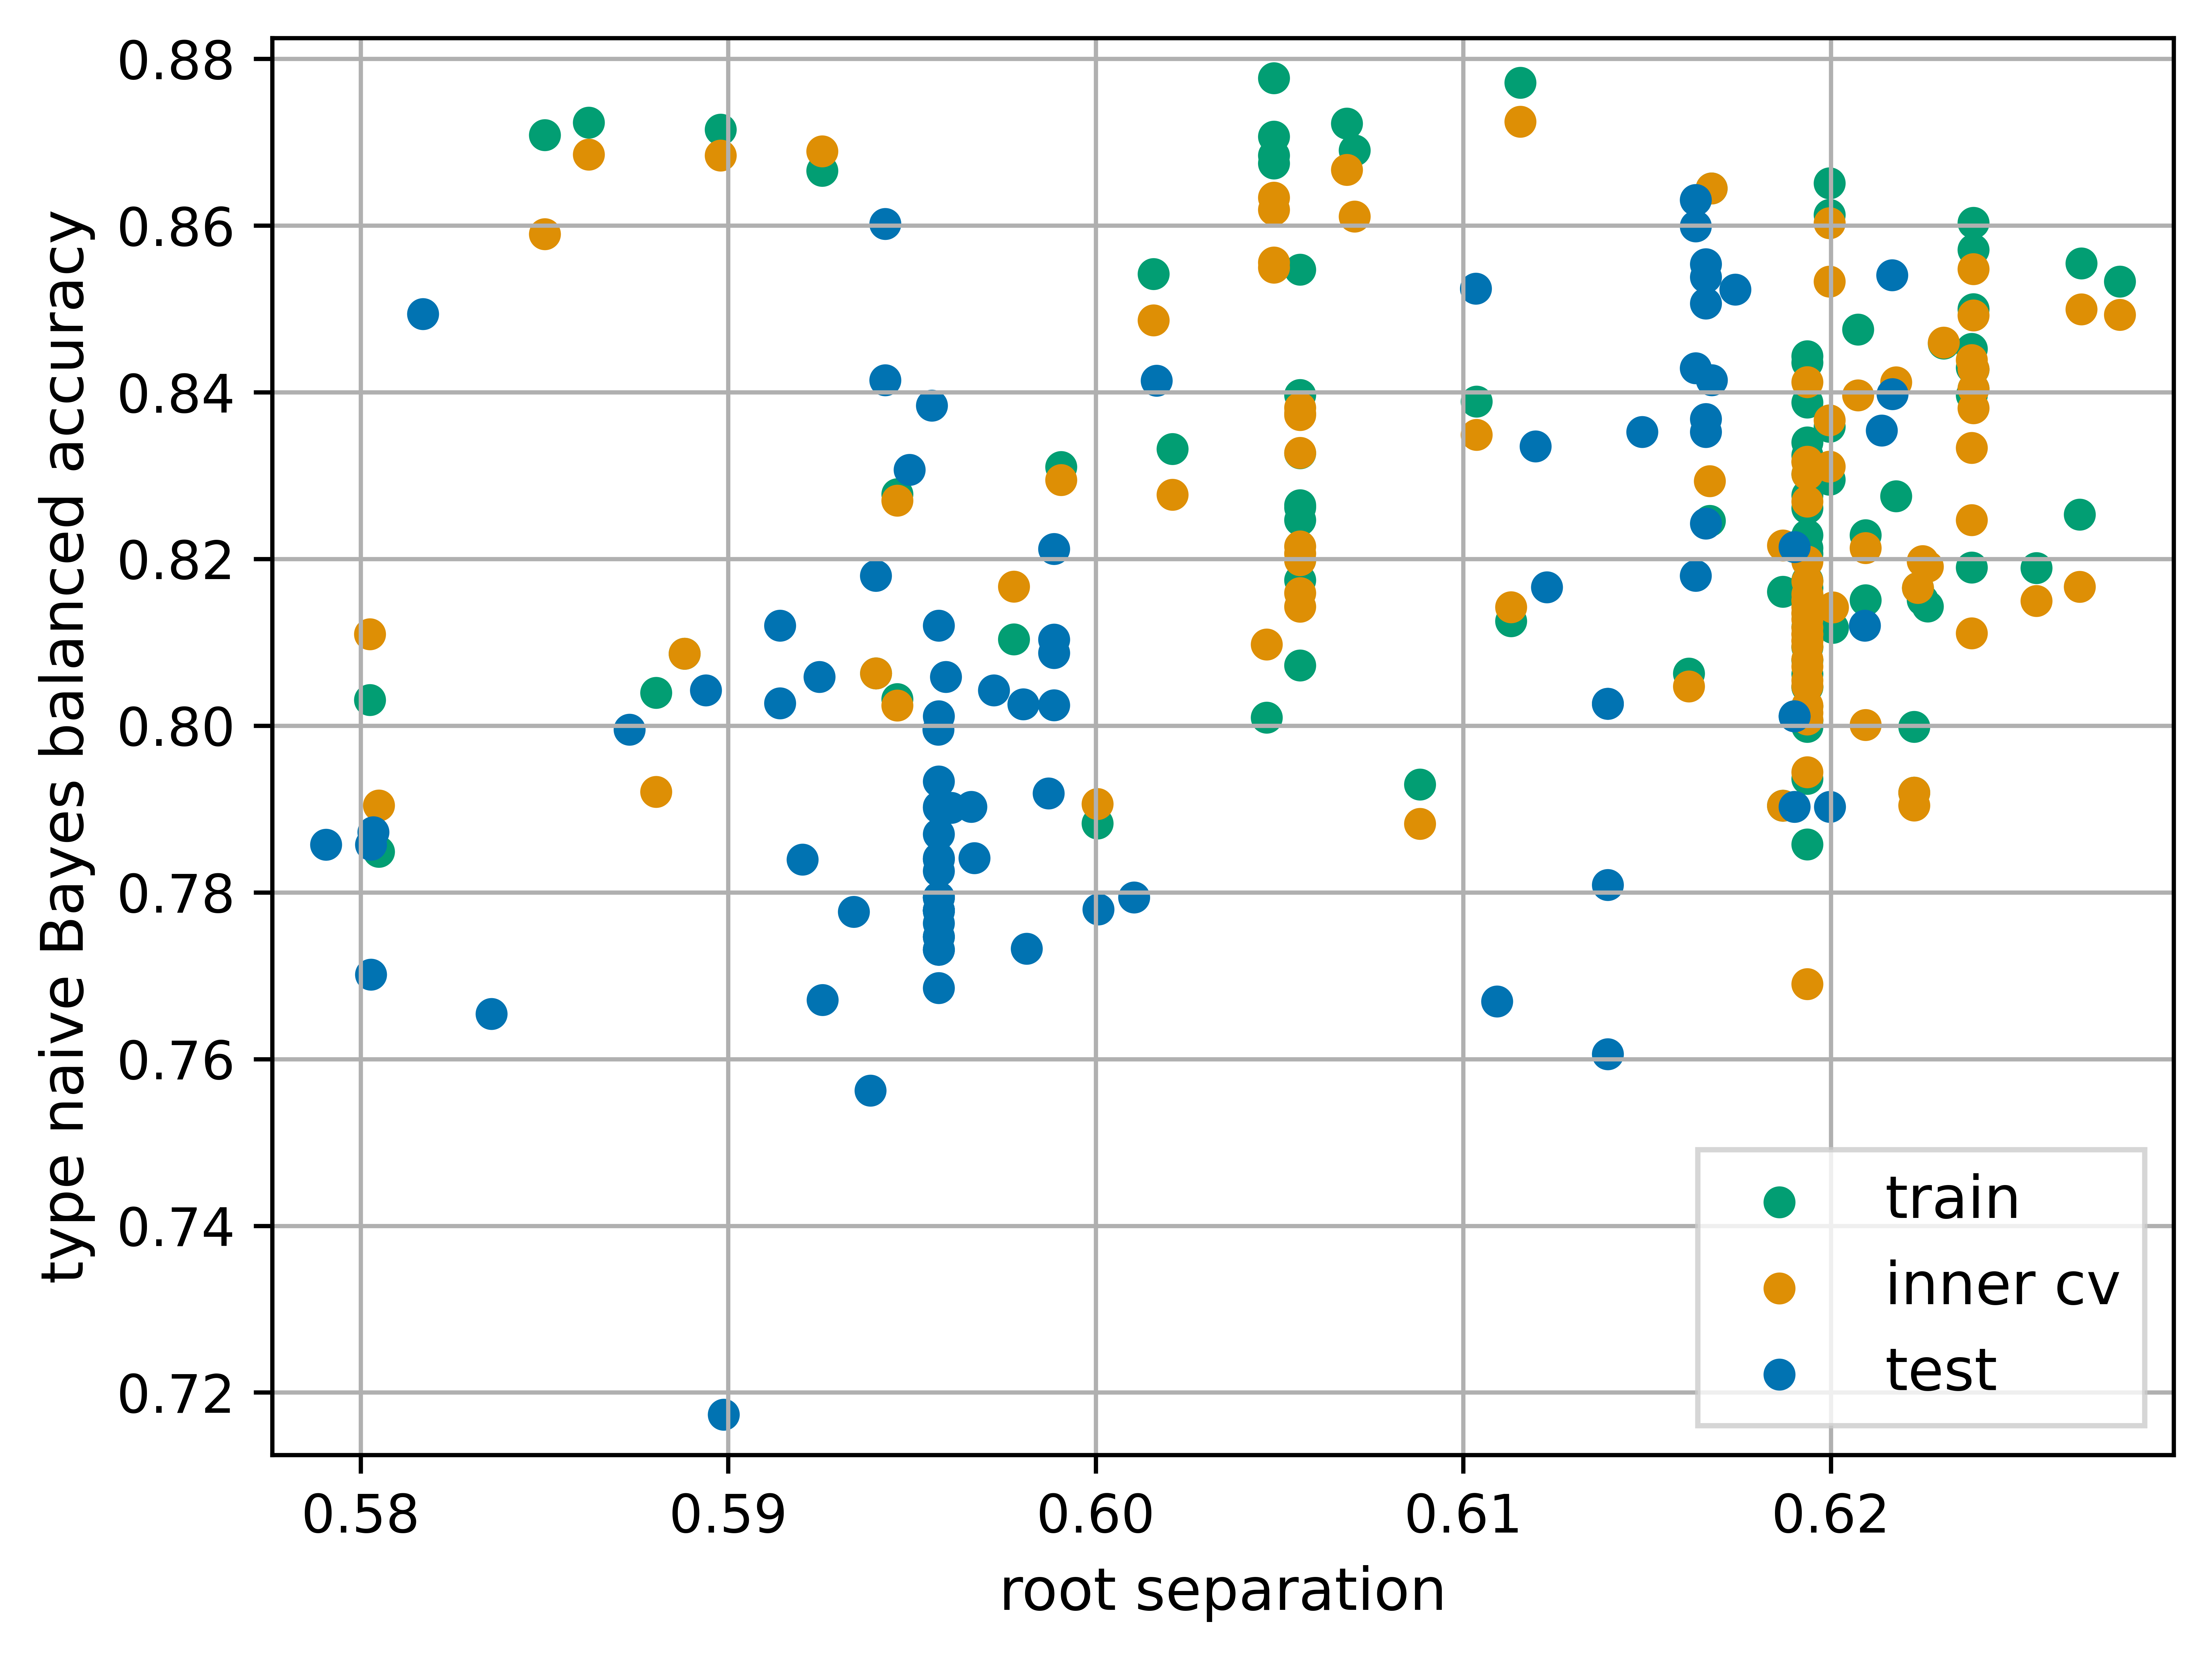 type naive Bayes balanced accuracy
0.88
0.86
0.84
0.82
0.80
0.78
0.76
0.74
0.72
train
inner cv
test
0.58 0.59 0.60 0.61 0.62
root separation